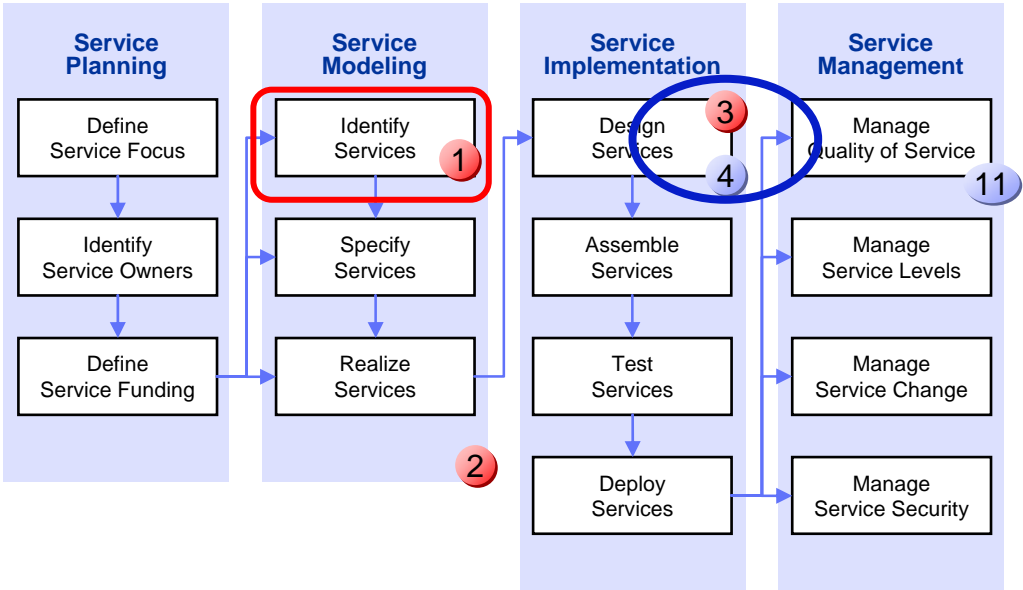 Service
Planning
Define
Service Focus
Identify
Service Owners
Define
Service Funding
Service
Modeling
Identify
Services
1
Specify
Services
Realize
Services
2
Service
Implementation
Design
Services
3
4
Assemble
Services
Test
Services
Deploy
Services
Service
Management
Manage
Quality of Service
11
Manage
Service Levels
Manage
Service Change
Manage
Service Security